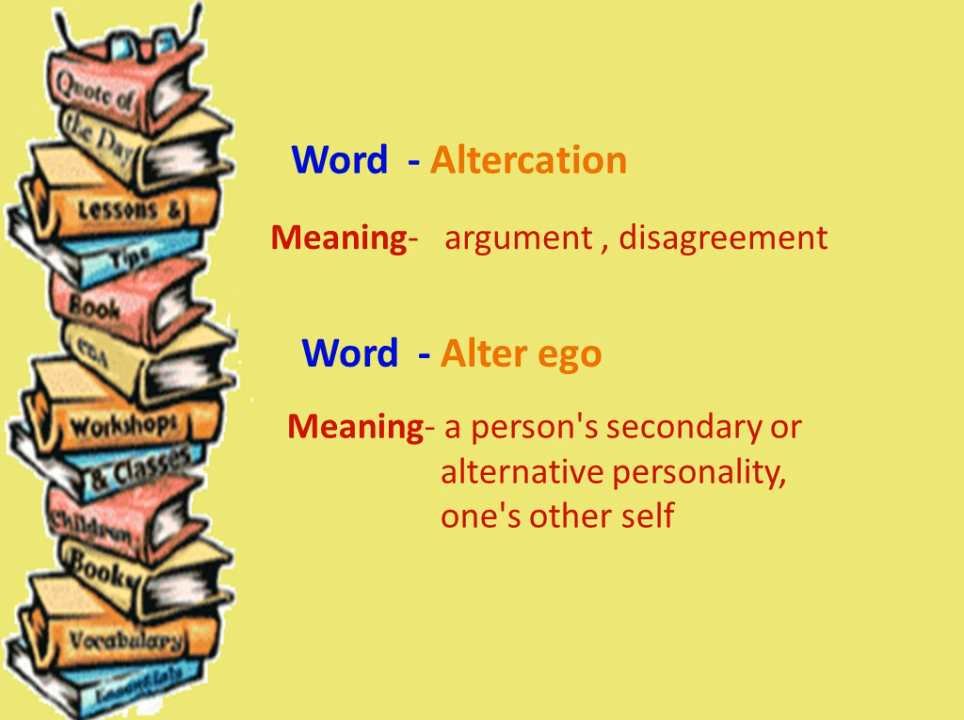 Quote of
the Day
Lessons &
Tips
Book
Workshops
& Classes
Children
Books
Vocabulary
Essentials
Word - Altercation
Meaning- argument , disagreement
Word - Alter ego
Meaning- a person's secondary or
alternative personality,
one's other self